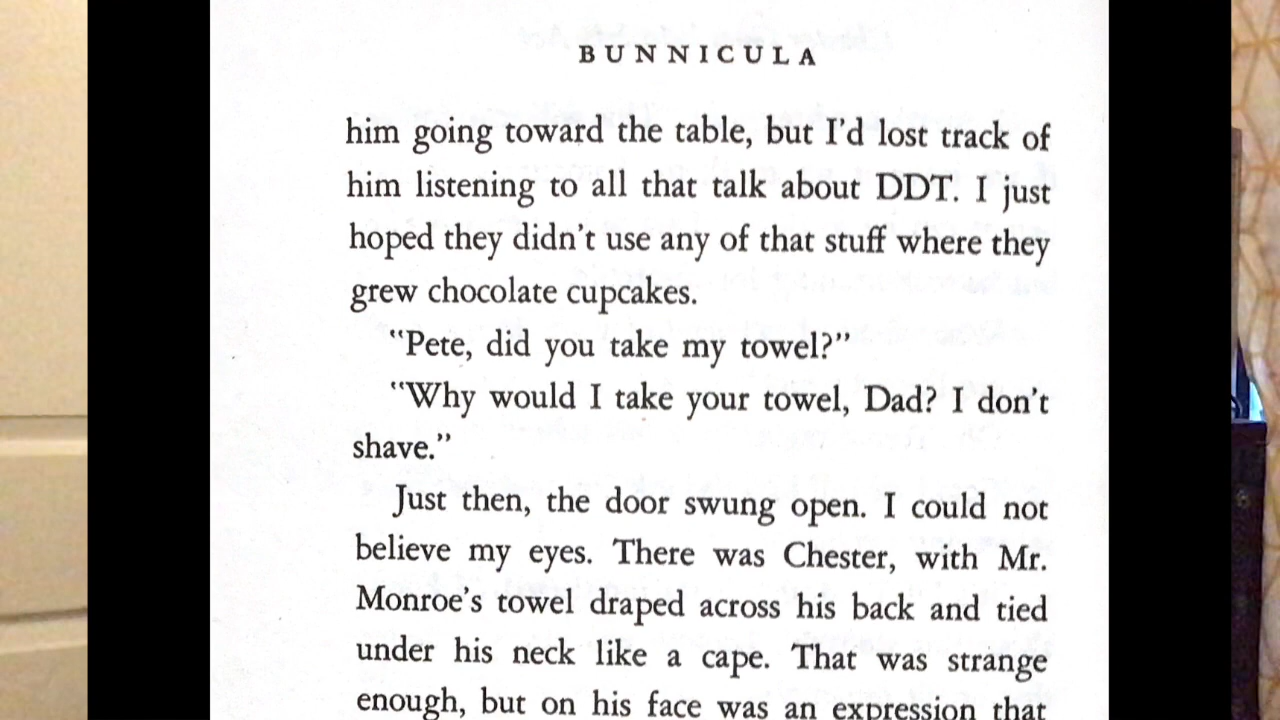 BUNNICULA
him going toward the table, but I'd lost track of
him listening to all that talk about DDT. I just
hoped they didn't use any of that stuff where they
grew chocolate cupcakes.
"Pete, did you take my towel?"
"Why would I take your towel, Dad? I don't
shave."
Just then, the door swung open. I could not
believe my eyes. There was Chester, with Mr.
Monroe's towel draped across his back and tied
under his neck like a cape. That was strange
enough, but on his face was an expression that